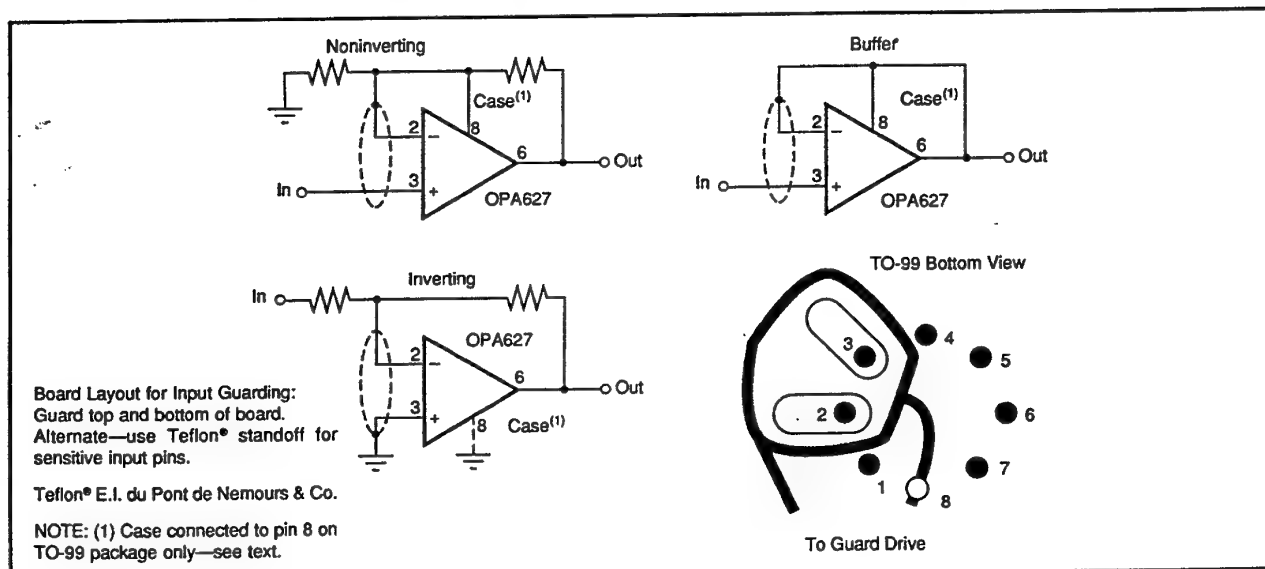 Noninverting
Case(1)
2
−
8
6
Out
In
3
+
OPA627
Buffer
Case(1)
2
−
8
6
Out
In
3
+
OPA627
Inverting
In
OPA627
2
−
6
Out
3
+
8
Case(1)
TO-99 Bottom View
3
4
5
2
6
1
7
8
To Guard Drive
Board Layout for Input Guarding:
Guard top and bottom of board.
Alternate—use Teflon® standoff for
sensitive input pins.
Teflon® E.I. du Pont de Nemours & Co.
NOTE: (1) Case connected to pin 8 on
TO-99 package only—see text.